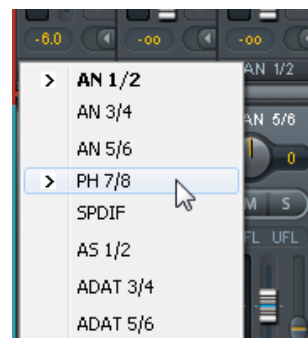 -6.0 -oo -oo
AN 1/2
> AN 1/2
AN 3/4
AN 5/6
AN 5/6
0
> PH 7/8
SPDIF
M S
AS 1/2
FL UFL
ADAT 3/4
ADAT 5/6